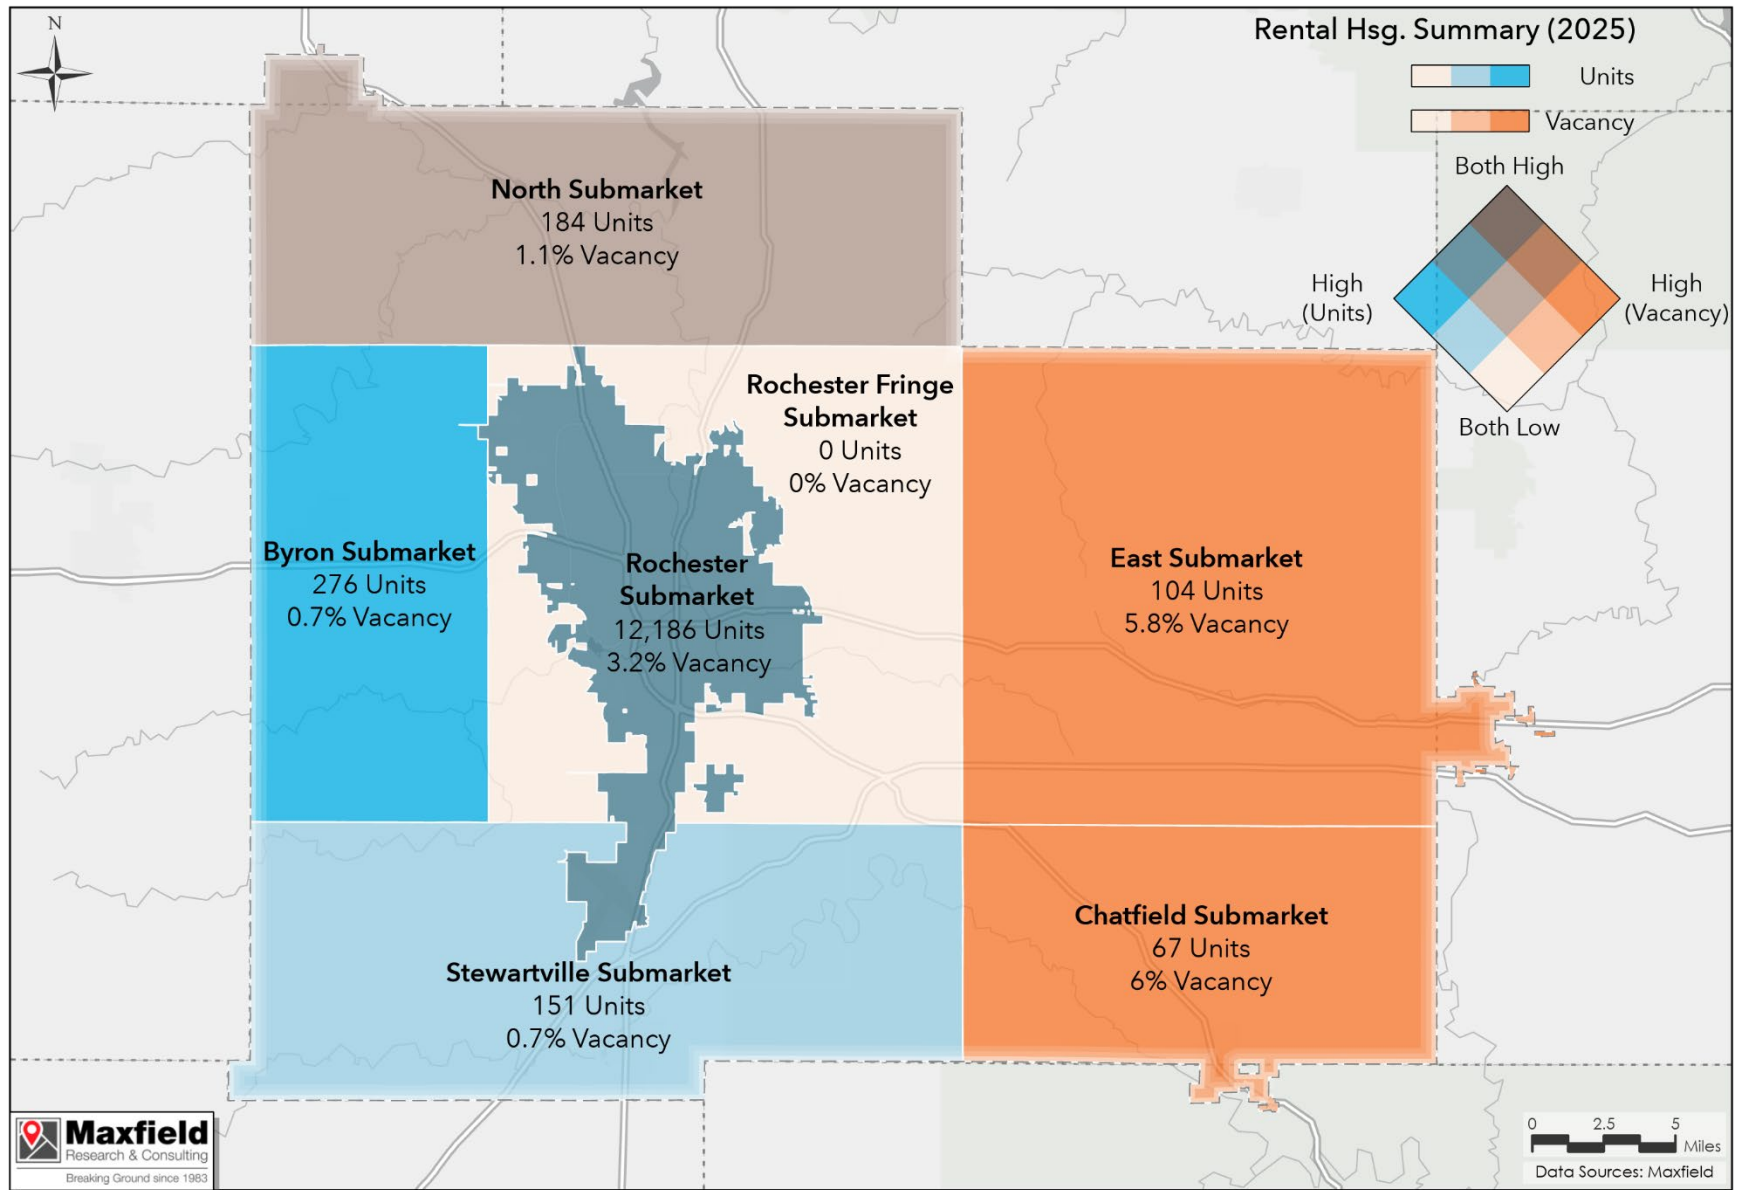 N
Rental Hsg. Summary (2025)
Units
Vacancy
Both High
High
(Units)
High
(Vacancy)
Both Low
North Submarket
184 Units
1.1% Vacancy
Rochester Fringe
Submarket
0 Units
0% Vacancy
Byron Submarket
276 Units
0.7% Vacancy
Rochester
Submarket
12,186 Units
3.2% Vacancy
East Submarket
104 Units
5.8% Vacancy
Chatfield Submarket
67 Units
6% Vacancy
Stewartville Submarket
151 Units
0.7% Vacancy
Maxfield
Research & Consulting
Breaking Ground since 1983
0 2.5 5
Miles
Data Sources: Maxfield